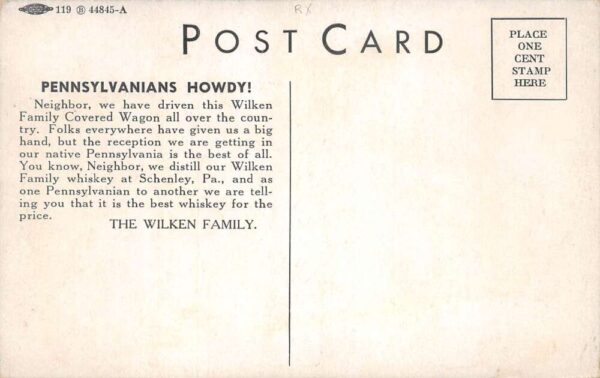 119 Ⓑ 44845-A
RX
POST CARD
PLACE
ONE
CENT
STAMP
HERE
PENNSYLVANIANS HOWDY!
Neighbor, we have driven this Wilken
Family Covered Wagon all over the coun-
try. Folks everywhere have given us a big
hand, but the reception we are getting in
our native Pennsylvania is the best of all.
You know, Neighbor, we distill our Wilken
Family whiskey at Schenley, Pa., and as
one Pennsylvanian to another we are tell-
ing you that it is the best whiskey for the
price.
THE WILKEN FAMILY.